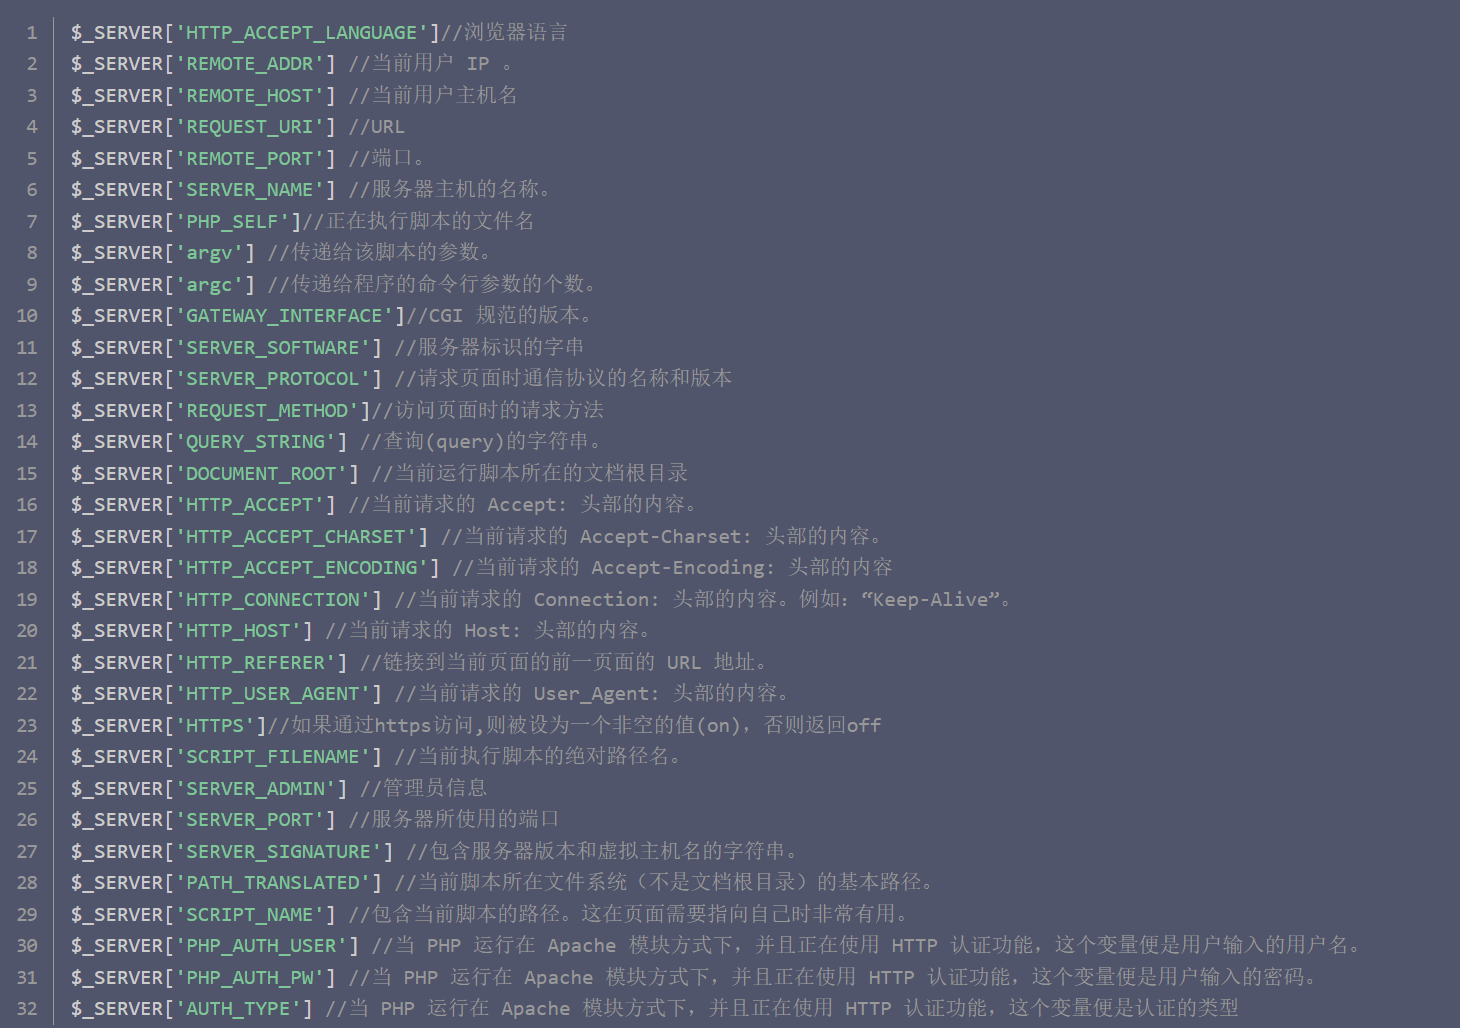 1 $_SERVER['HTTP_ACCEPT_LANGUAGE']//浏览器语言
2 $_SERVER['REMOTE_ADDR'] //当前用户 IP 。
3 $_SERVER['REMOTE_HOST'] //当前用户主机名
4 $_SERVER['REQUEST_URI'] //URL
5 $_SERVER['REMOTE_PORT'] //端口。
6 $_SERVER['SERVER_NAME'] //服务器主机的名称。
7 $_SERVER['PHP_SELF']//正在执行脚本的文件名
8 $_SERVER['argv'] //传递给该脚本的参数。
9 $_SERVER['argc'] //传递给程序的命令行参数的个数。
10 $_SERVER['GATEWAY_INTERFACE']//CGI 规范的版本。
11 $_SERVER['SERVER_SOFTWARE'] //服务器标识的字串
12 $_SERVER['SERVER_PROTOCOL'] //请求页面时通信协议的名称和版本
13 $_SERVER['REQUEST_METHOD']//访问页面时的请求方法
14 $_SERVER['QUERY_STRING'] //查询(query)的字符串。
15 $_SERVER['DOCUMENT_ROOT'] //当前运行脚本所在的文档根目录
16 $_SERVER['HTTP_ACCEPT'] //当前请求的 Accept: 头部的内容。
17 $_SERVER['HTTP_ACCEPT_CHARSET'] //当前请求的 Accept-Charset: 头部的内容。
18 $_SERVER['HTTP_ACCEPT_ENCODING'] //当前请求的 Accept-Encoding: 头部的内容
19 $_SERVER['HTTP_CONNECTION'] //当前请求的 Connection: 头部的内容。例如：“Keep-Alive”。
20 $_SERVER['HTTP_HOST'] //当前请求的 Host: 头部的内容。
21 $_SERVER['HTTP_REFERER'] //链接到当前页面的前一页面的 URL 地址。
22 $_SERVER['HTTP_USER_AGENT'] //当前请求的 User_Agent: 头部的内容。
23 $_SERVER['HTTPS']//如果通过https访问,则被设为一个非空的值(on)，否则返回off
24 $_SERVER['SCRIPT_FILENAME'] //当前执行脚本的绝对路径名。
25 $_SERVER['SERVER_ADMIN'] //管理员信息
26 $_SERVER['SERVER_PORT'] //服务器所使用的端口
27 $_SERVER['SERVER_SIGNATURE'] //包含服务器版本和虚拟主机名的字符串。
28 $_SERVER['PATH_TRANSLATED'] //当前脚本所在文件系统（不是文档根目录）的基本路径。
29 $_SERVER['SCRIPT_NAME'] //包含当前脚本的路径。这在页面需要指向自己时非常有用。
30 $_SERVER['PHP_AUTH_USER'] //当 PHP 运行在 Apache 模块方式下，并且正在使用 HTTP 认证功能，这个变量便是用户输入的用户名。
31 $_SERVER['PHP_AUTH_PW'] //当 PHP 运行在 Apache 模块方式下，并且正在使用 HTTP 认证功能，这个变量便是用户输入的密码。
32 $_SERVER['AUTH_TYPE'] //当 PHP 运行在 Apache 模块方式下，并且正在使用 HTTP 认证功能，这个变量便是认证的类型